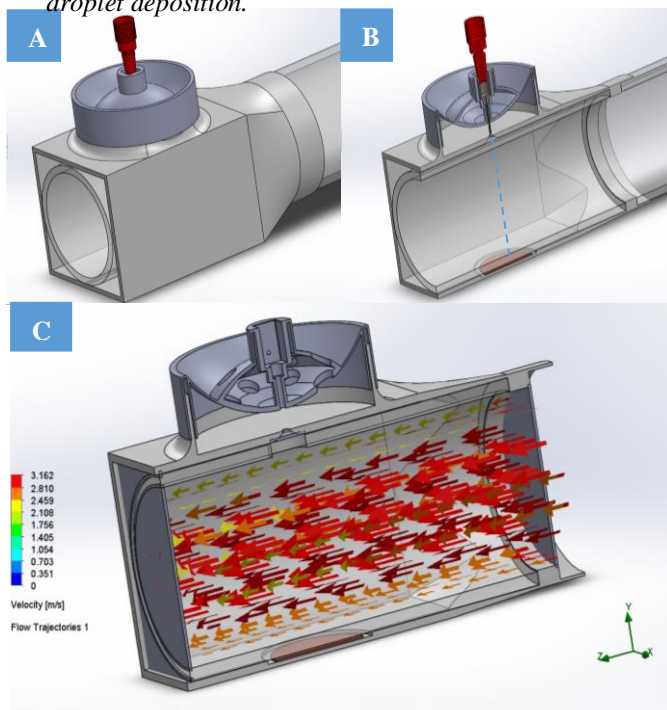 droplet deposition.
A
B
C
3.162
2.810
2.459
2.108
1.756
1.405
1.054
0.703
0.351
0
Velocity [m/s]
Flow Trajectories 1
Y
Z
X